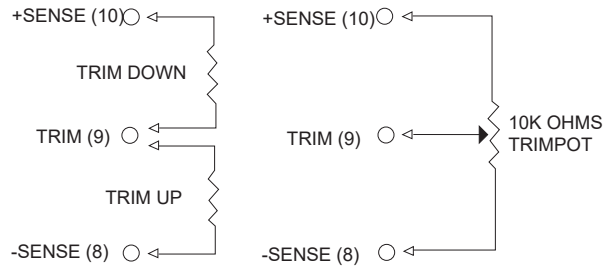 +SENSE (10)
TRIM DOWN
TRIM (9)
TRIM UP
-SENSE (8)
+SENSE (10)
TRIM (9)
10K OHMS
TRIMPOT
-SENSE (8)